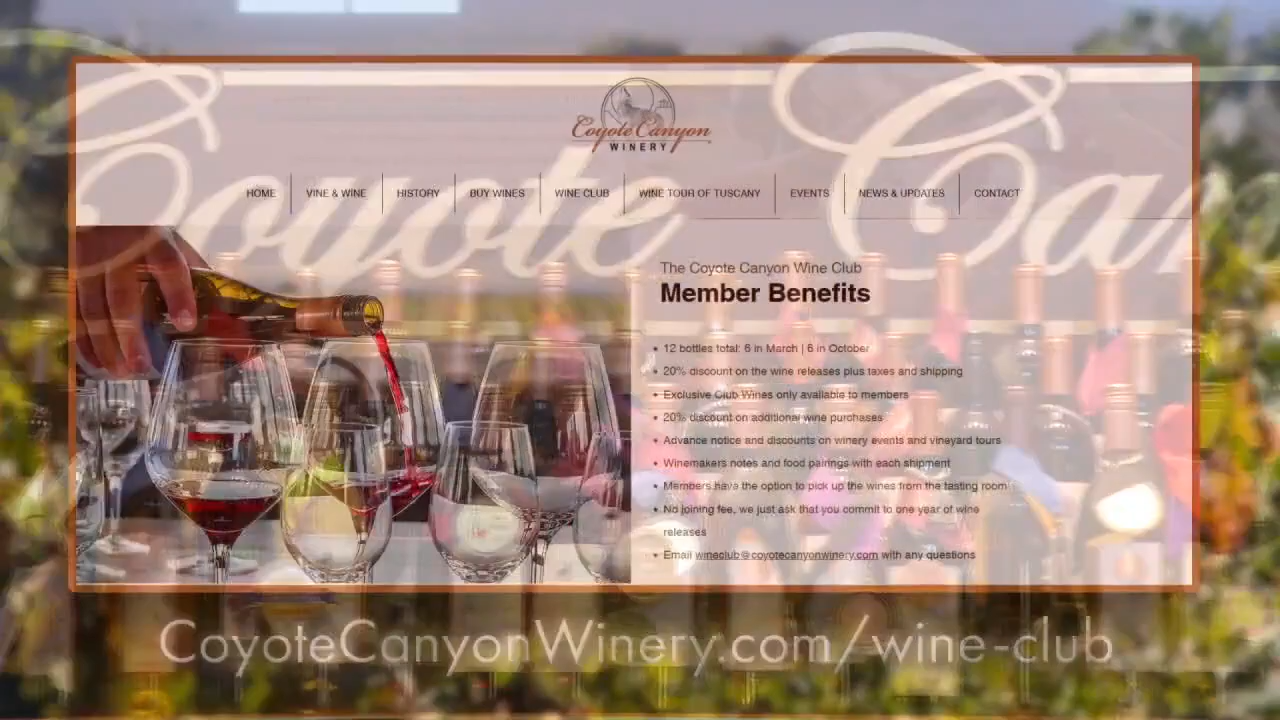 Coyote Can
Coyote Canyon
WINERY
HOME VINE & WINE HISTORY BUY WINES WINE CLUB WINE TOUR OF TUSCANY EVENTS NEWS & UPDATES CONTACT
The Coyote Canyon Wine Club
Member Benefits
• 12 bottles total: 6 in March | 6 in October
• 20% discount on the wine releases plus taxes and shipping
• Exclusive Club Wines only available to members
• 20% discount on additional wine purchases
• Advance notice and discounts on winery events and vineyard tours
• Winemakers notes and food pairings with each shipment
• Members have the option to pick up the wines from the tasting room
• No joining fee, we just ask that you commit to one year of wine
releases
• Email wineclub@coyotecanyonwinery.com with any questions
CoyoteCanyonWinery.com/wine-club